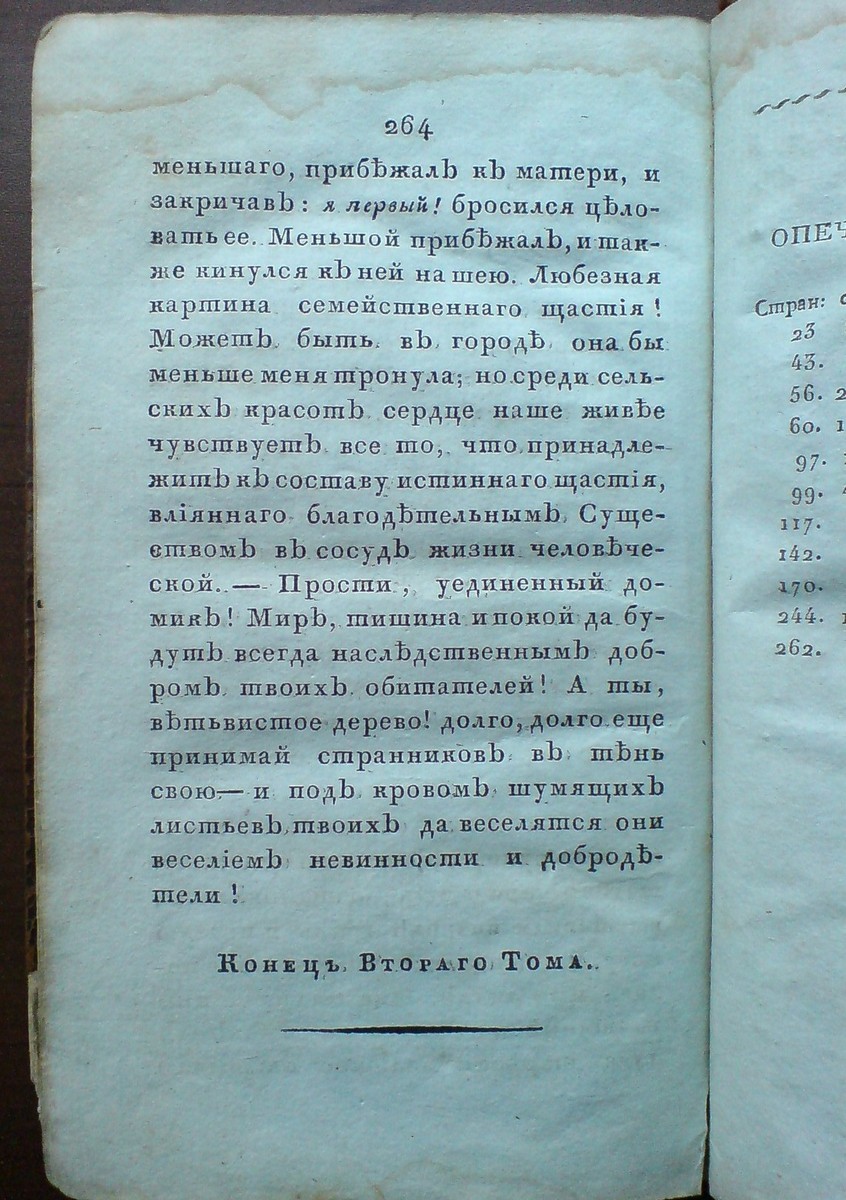 264
меньшаго, прибѣжалъ къ матери, и
закричавъ: я первый! бросился цѣло-
вать ее. Меньшой прибѣжалъ, и так-
же кинулся къ ней на шею. Любезная
картина семейственнаго щастія!
Можетъ быть въ городѣ она бы
меньше меня тронула; но среди сель-
скихъ красотъ сердце наше живѣе
чувствуетъ все то, что принадле-
житъ къ составу истиннаго щастія,
вліяннаго благодѣтельнымъ Суще-
ствомъ въ сосудъ жизни человѣче-
ской. — Прости, уединенный до-
микъ! Миръ, тишина и покой да бу-
дутъ всегда наслѣдственнымъ доб-
ромъ твоихъ обитателей! А ты,
вѣтьвистое дерево! долго, долго еще
принимай странниковъ въ тѣнь
свою — и подъ кровомъ шумящихъ
листьевъ твоихъ да веселятся они
веселіемъ невинности и добродѣ-
тели!
Конецъ Втораго Тома.
ОПЕЧ
Стран:
23
43.
56. 2
60. 1
97.
99.
117.
142.
170.
244. 1
262.